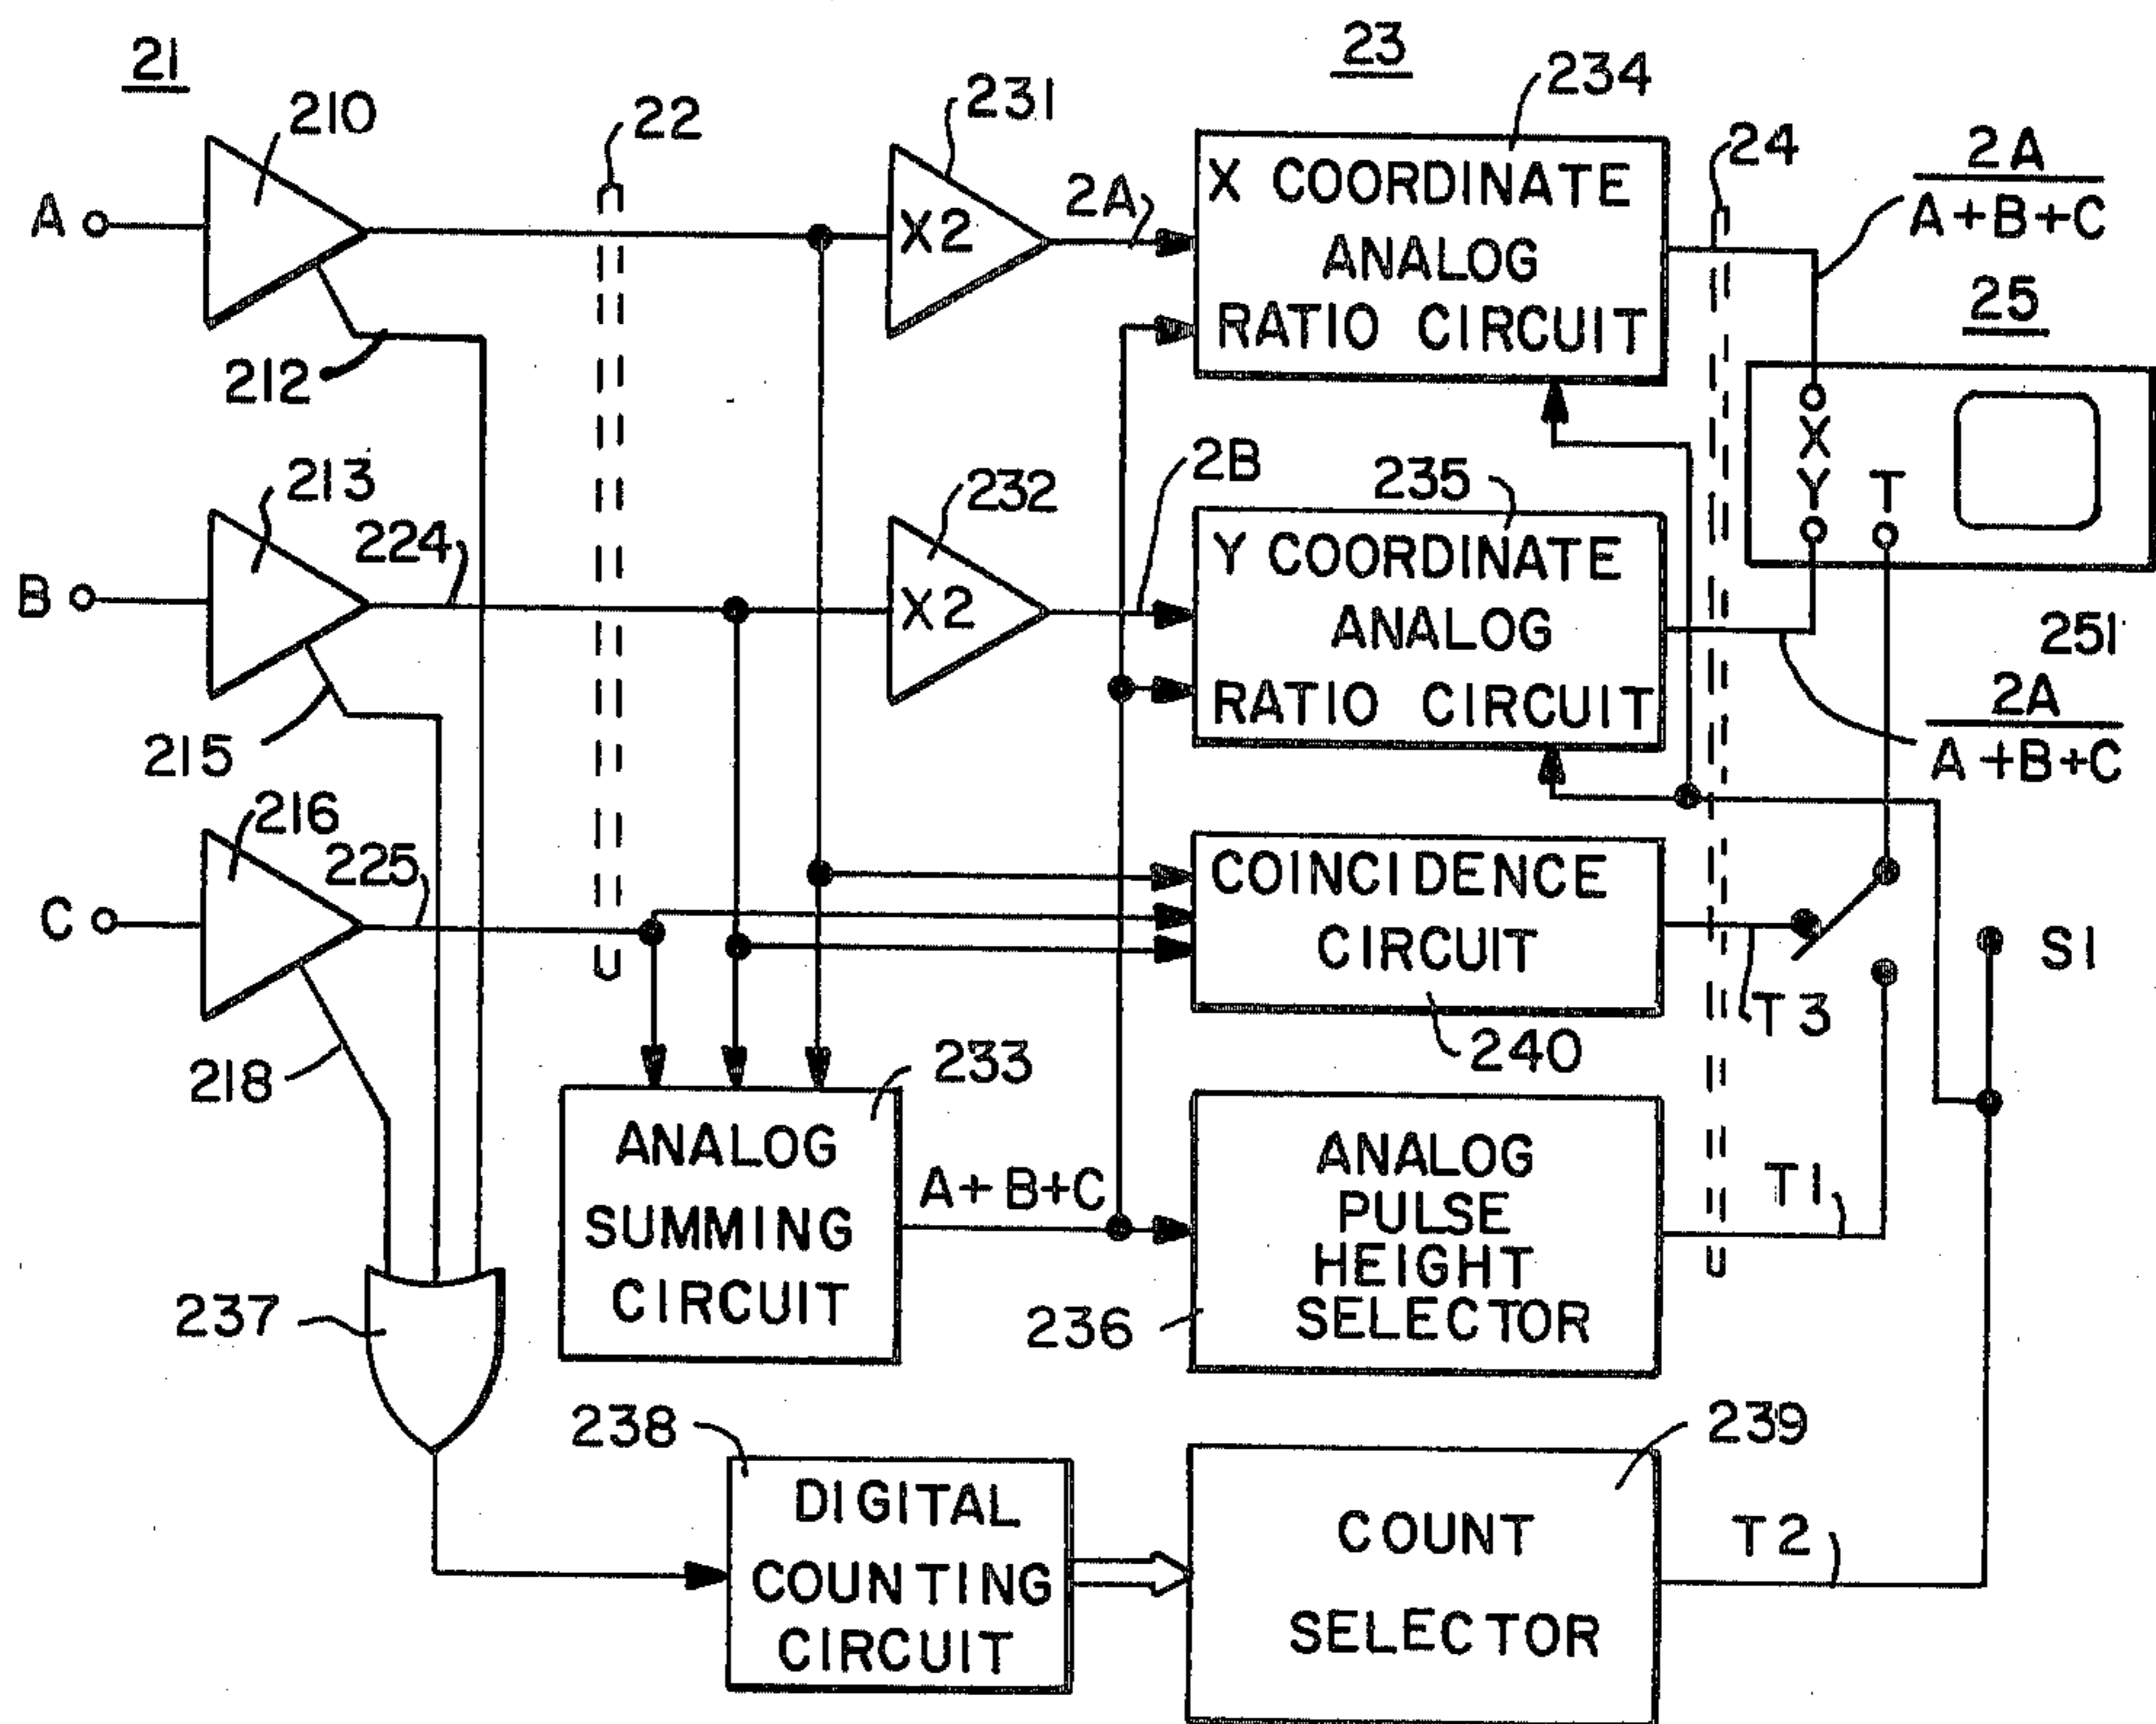 21
23
210
22
231
234
24
2A
A+B+C
A
X2
2A
X COORDINATE
ANALOG
RATIO CIRCUIT
25
212
X
Y
T
213
224
232
2B
235
B
X2
Y COORDINATE
ANALOG
RATIO CIRCUIT
251
2A
A+B+C
215
216
225
C
COINCIDENCE
CIRCUIT
S1
T3
240
218
233
ANALOG
SUMMING
CIRCUIT
A+B+C
ANALOG
PULSE
HEIGHT
SELECTOR
T1
237
236
238
239
DIGITAL
COUNTING
CIRCUIT
COUNT
SELECTOR
T2